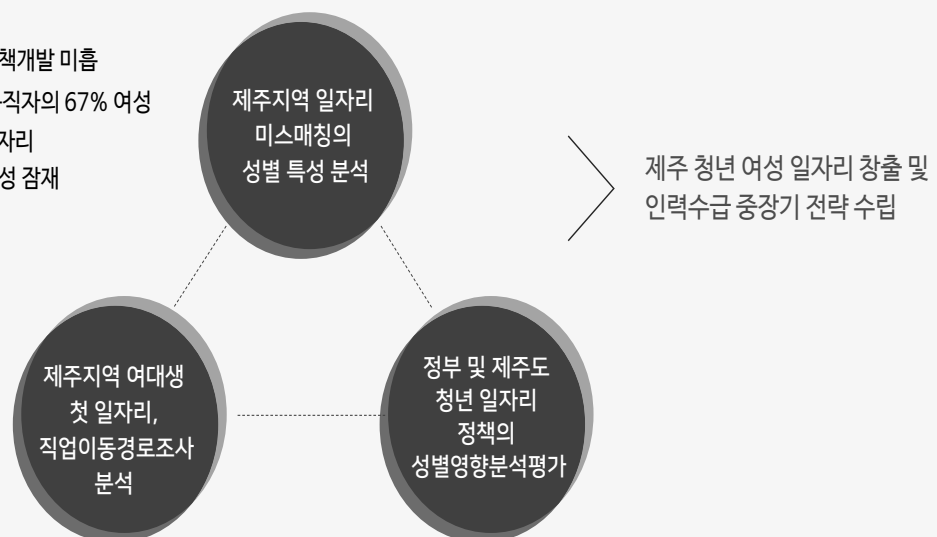 책개발 미흡
직자의 67% 여성
자리
성 잠재
제주지역 일자리
미스매칭의
성별 특성 분석
제주 청년 여성 일자리 창출 및
인력수급 중장기 전략 수립
제주지역 여대생
첫 일자리,
직업이동경로조사
분석
정부 및 제주도
청년 일자리
정책의
성별영향분석평가